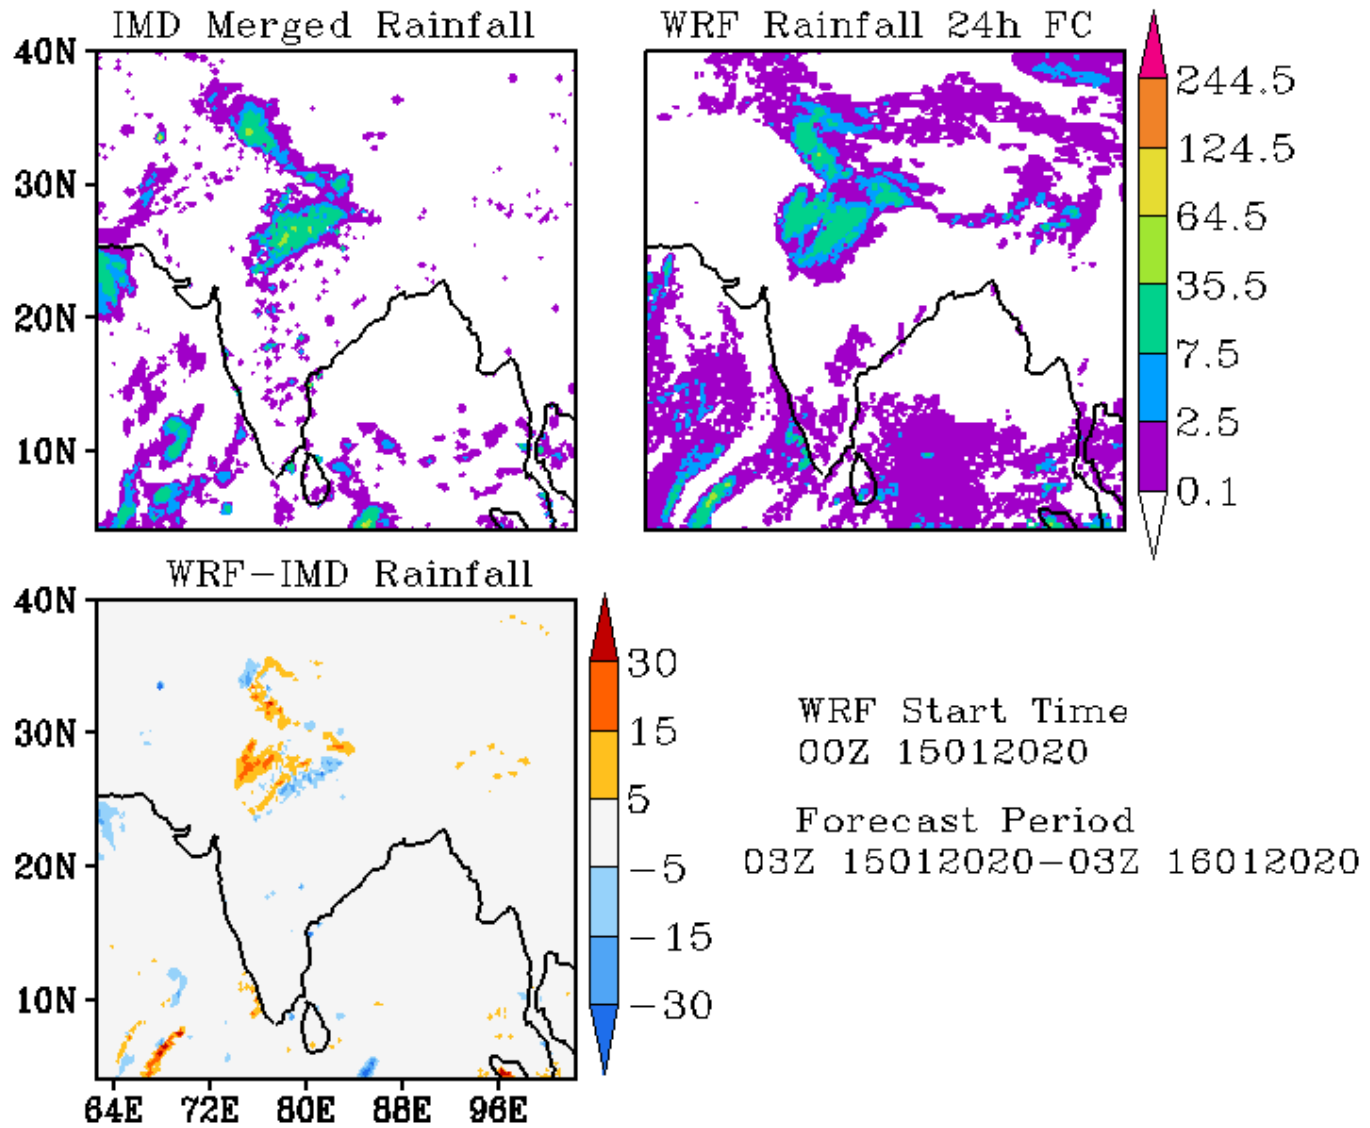 IMD Merged Rainfall
WRF Rainfall 24h FC
40N
30N
20N
10N
244.5
124.5
64.5
35.5
7.5
2.5
0.1
WRF-IMD Rainfall
40N
30N
20N
10N
64E 72E 80E 88E 96E
30
15
5
-5
-15
-30
WRF Start Time
00Z 15012020
Forecast Period
03Z 15012020-03Z 16012020